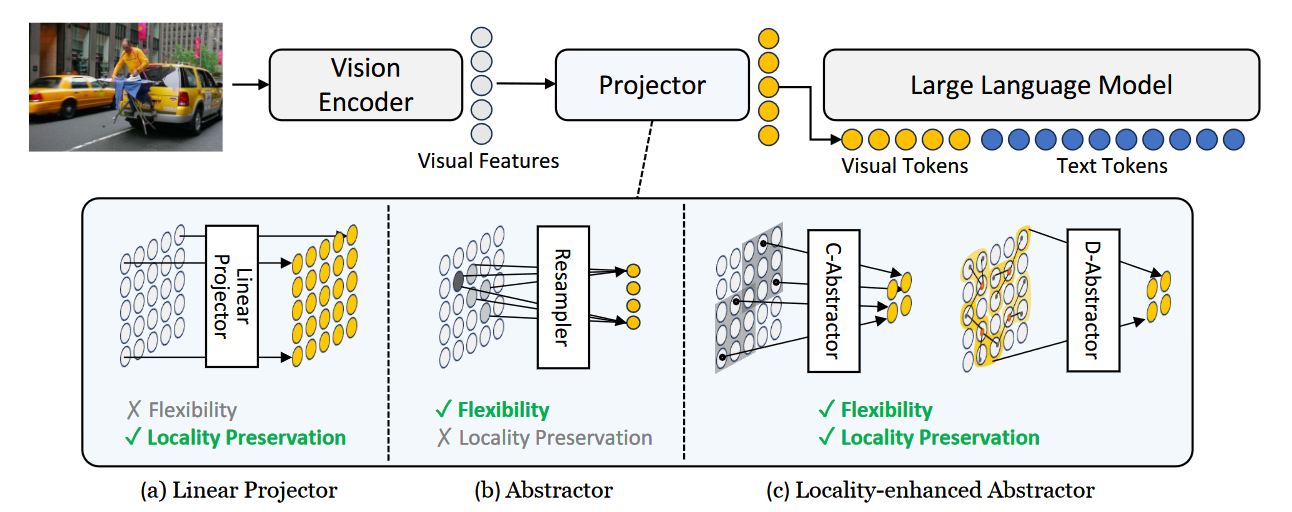 Vision
Encoder
Visual Features
Projector
Large Language Model
Visual Tokens
Text Tokens
Linear
Projector
✗ Flexibility
✓ Locality Preservation
Resampler
✓ Flexibility
✗ Locality Preservation
C-Abstractor
D-Abstractor
✓ Flexibility
✓ Locality Preservation
(a) Linear Projector
(b) Abstractor
(c) Locality-enhanced Abstractor